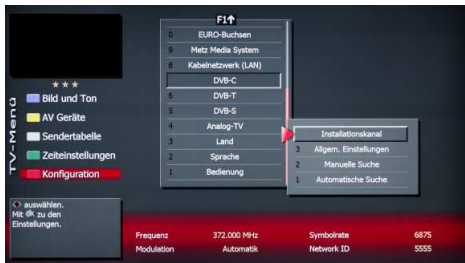 F1↑
0 EURO-Buchsen
9 Metz Media System
8 Kabelnetzwerk (LAN)
DVB-C
6 DVB-T
5 DVB-S
4 Analog-TV
3 Land
2 Sprache
1 Bedienung
Installationskanal
3 Allgem. Einstellungen
2 Manuelle Suche
1 Automatische Suche
TV-Menü
Bild und Ton
AV Geräte
Sendertabelle
Zeiteinstellungen
Konfiguration
auswählen.
Mit OK zu den
Einstellungen.
Frequenz 372.000 MHz Symbolrate 6875
Modulation Automatik Network ID 5555